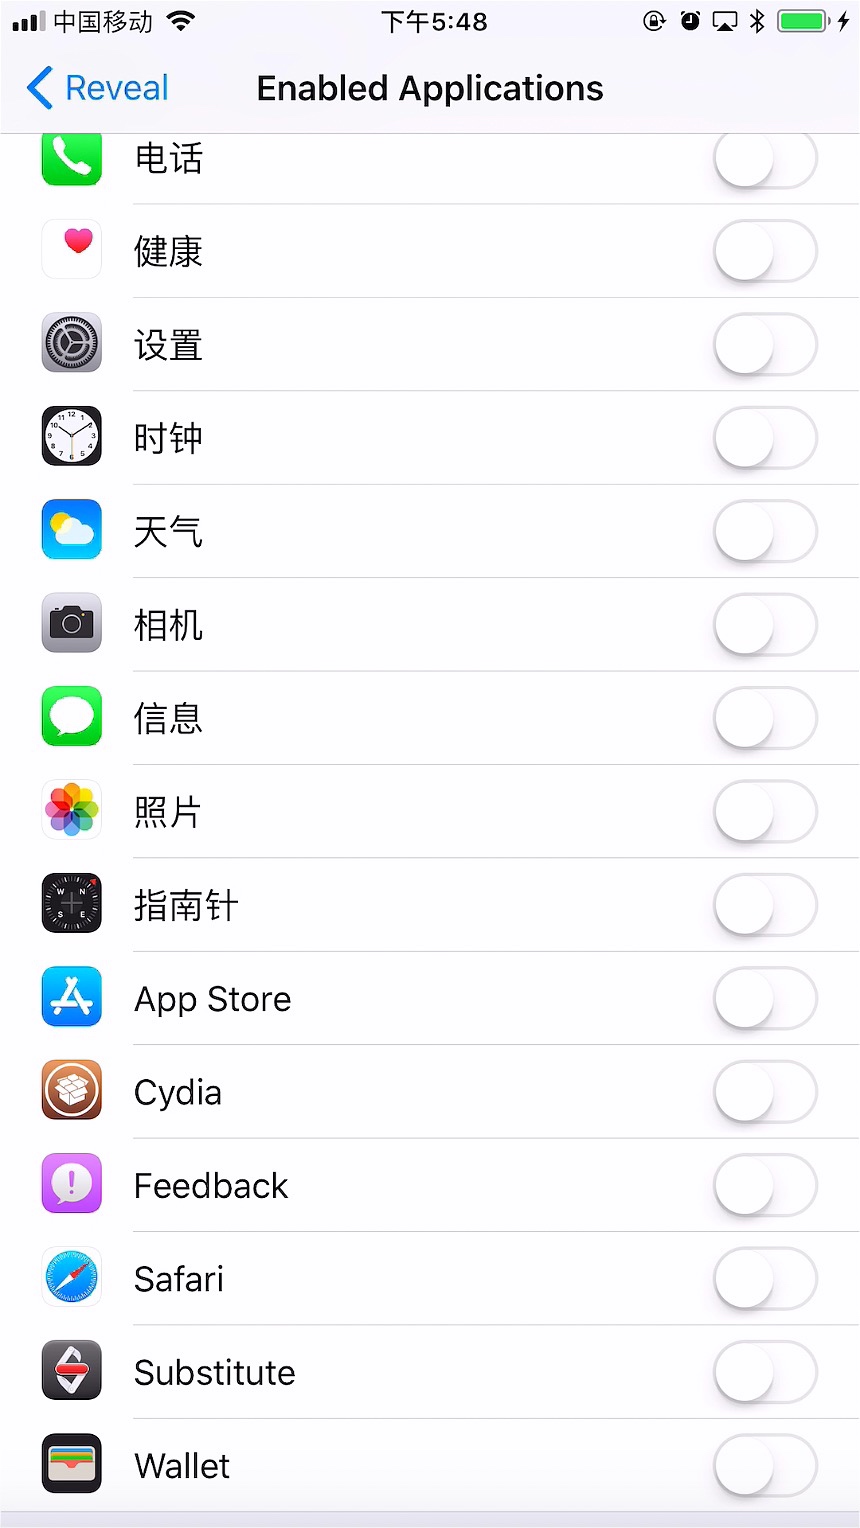 中国移动 下午5:48
Reveal Enabled Applications
电话
健康
设置
时钟
天气
相机
信息
照片
指南针
App Store
Cydia
Feedback
Safari
Substitute
Wallet